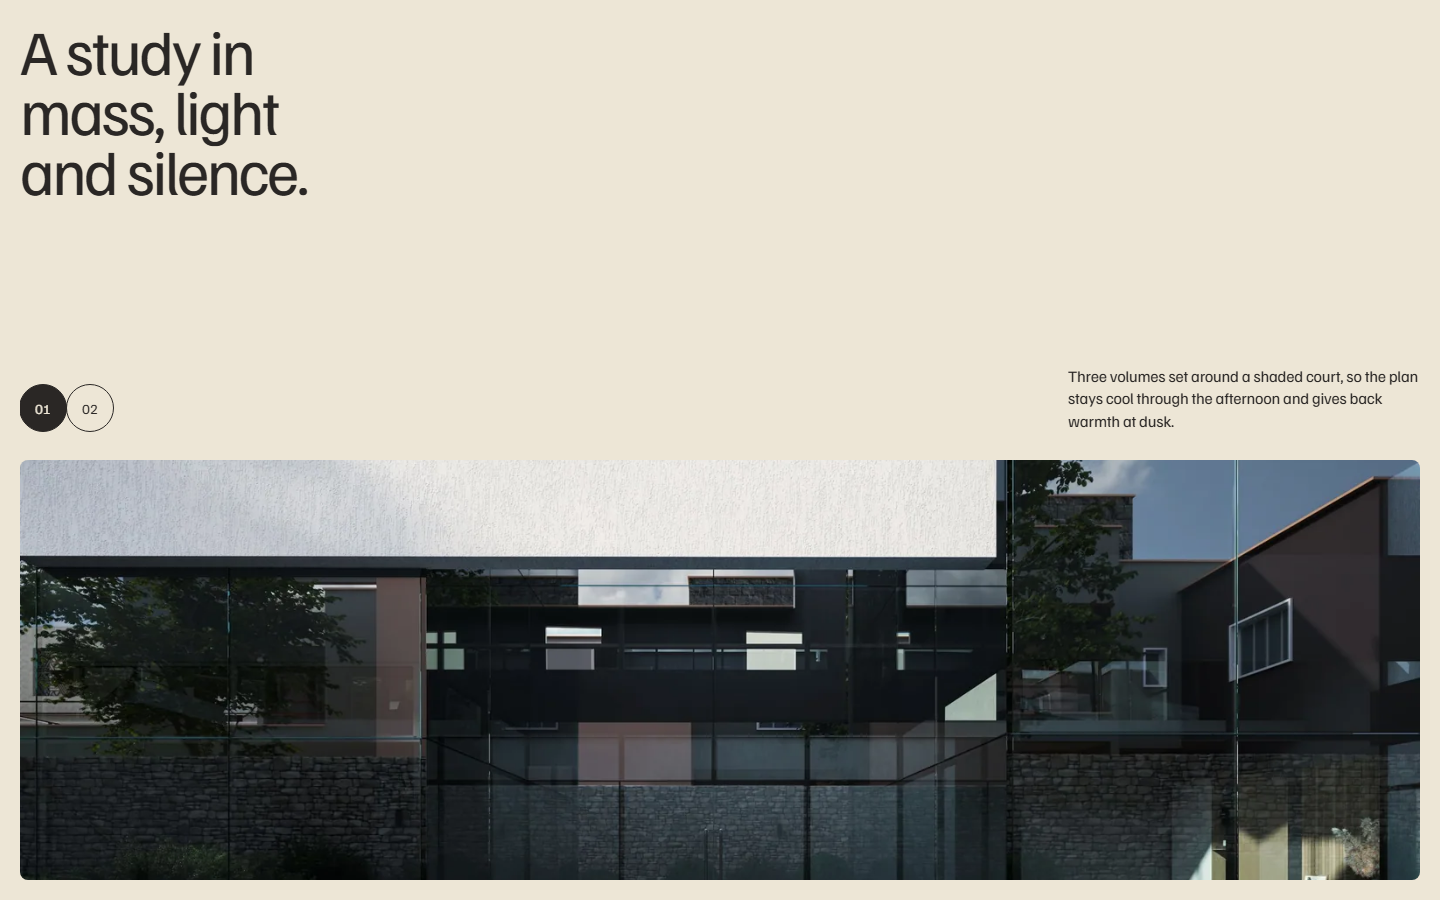 A study in
mass, light
and silence.
01
02
Three volumes set around a shaded court, so the plan
stays cool through the afternoon and gives back
warmth at dusk.